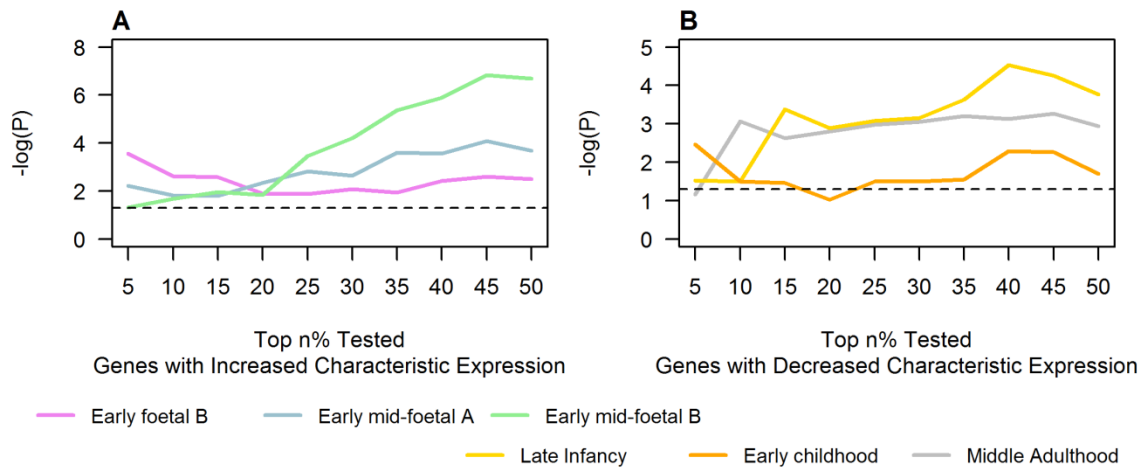 A
-log(P)
8
6
4
2
0
5 10 15 20 25 30 35 40 45 50
Top n% Tested
Genes with Increased Characteristic Expression
B
-log(P)
5
4
3
2
1
0
5 10 15 20 25 30 35 40 45 50
Top n% Tested
Genes with Decreased Characteristic Expression
Early foetal B Early mid-foetal A Early mid-foetal B
Late Infancy Early childhood Middle Adulthood